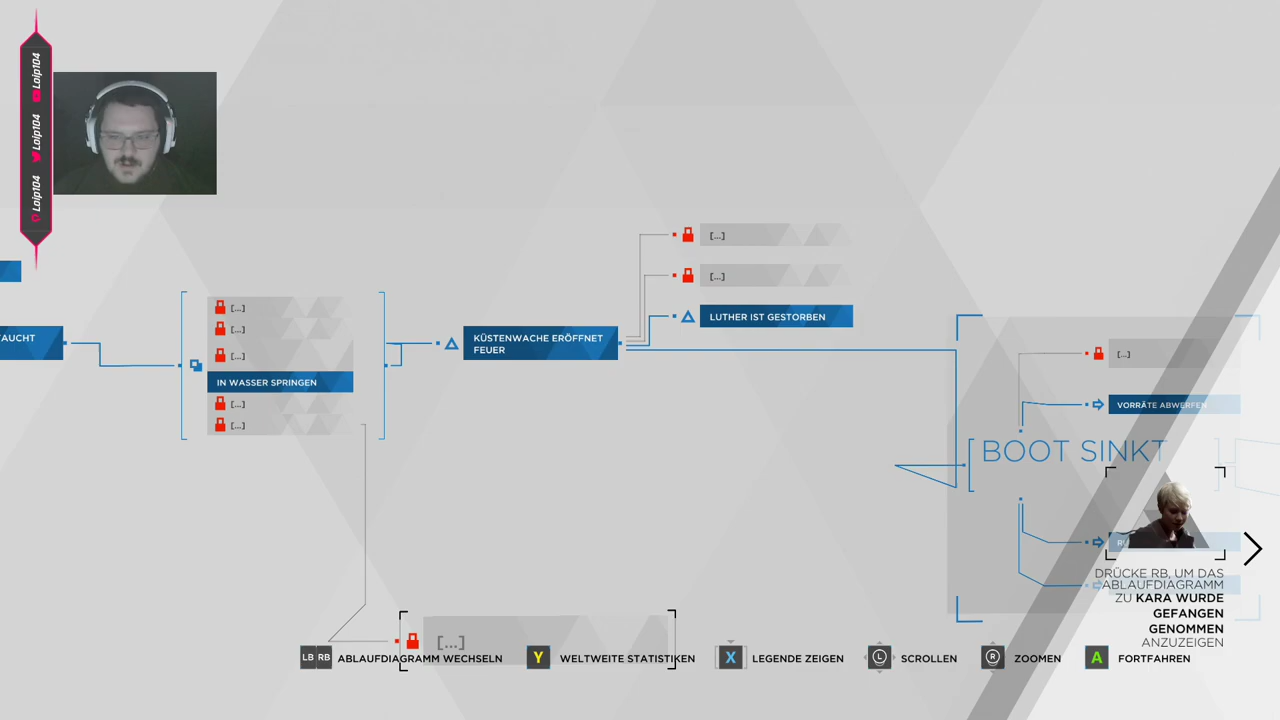 Loip104
Loip104
Loip104
TAUCHT
[...]
[...]
[...]
IN WASSER SPRINGEN
[...]
[...]
KÜSTENWACHE ERÖFFNET
FEUER
[...]
[...]
LUTHER IST GESTORBEN
[...]
VORRÄTE ABWERFEN
BOOT SINKT
DRÜCKE RB, UM DAS
ABLAUFDIAGRAMM
ZU KARA WURDE
GEFANGEN
GENOMMEN
ANZUZEIGEN
[...]
LB RB ABLAUFDIAGRAMM WECHSELN
Y WELTWEITE STATISTIKEN
X LEGENDE ZEIGEN
L SCROLLEN
R ZOOMEN
A FORTFAHREN